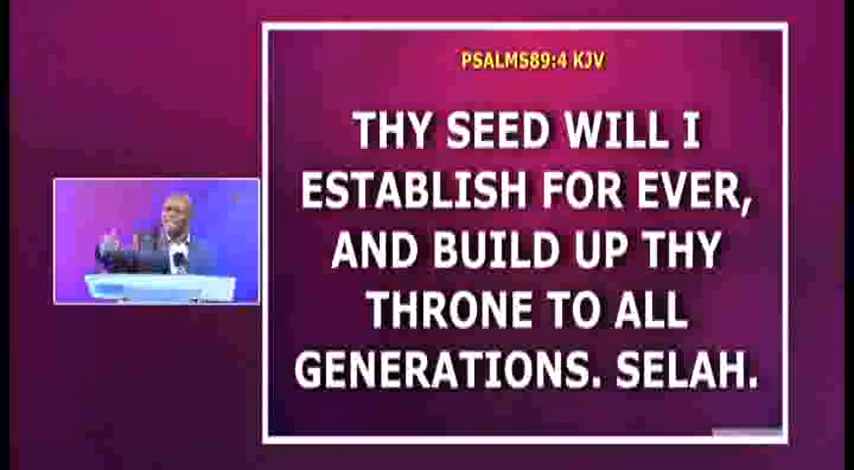 PSALMS89:4 KJV
THY SEED WILL I
ESTABLISH FOR EVER,
AND BUILD UP THY
THRONE TO ALL
GENERATIONS. SELAH.